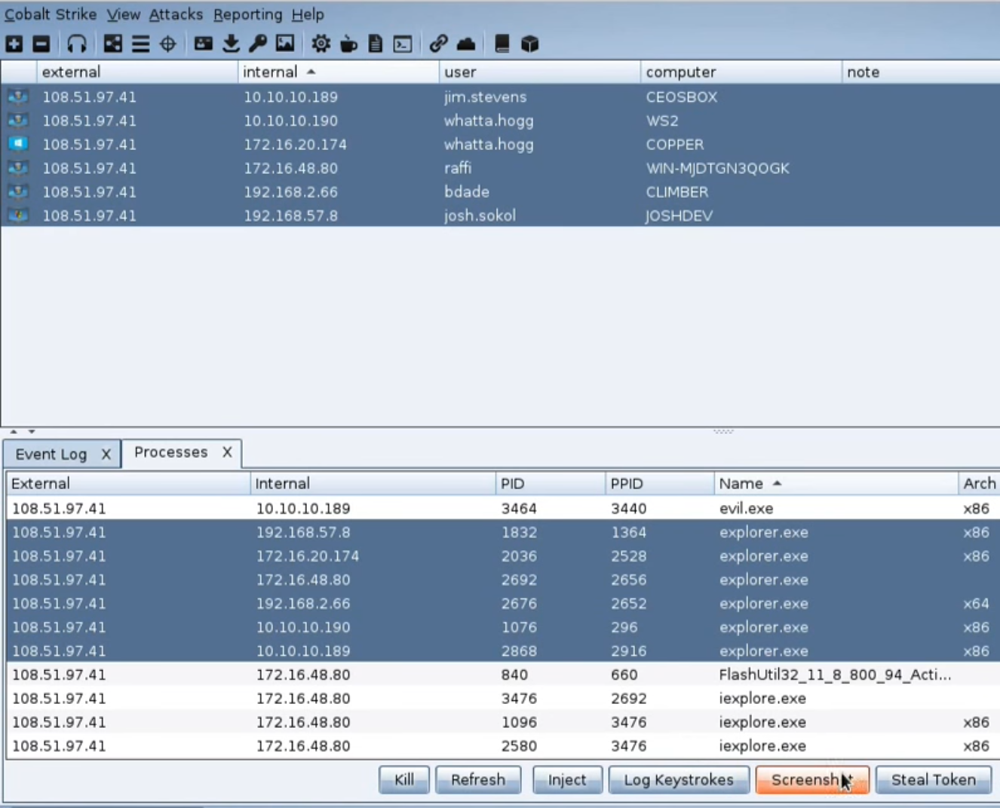 Cobalt Strike View Attacks Reporting Help
external internal user computer note
108.51.97.41 10.10.10.189 jim.stevens CEOSBOX
108.51.97.41 10.10.10.190 whatta.hogg WS2
108.51.97.41 172.16.20.174 whatta.hogg COPPER
108.51.97.41 172.16.48.80 raffi WIN-MJDTGN3QOGK
108.51.97.41 192.168.2.66 bdade CLIMBER
108.51.97.41 192.168.57.8 josh.sokol JOSHDEV
Event Log X Processes X
External Internal PID PPID Name Arch
108.51.97.41 10.10.10.189 3464 3440 evil.exe x86
108.51.97.41 192.168.57.8 1832 1364 explorer.exe x86
108.51.97.41 172.16.20.174 2036 2528 explorer.exe x86
108.51.97.41 172.16.48.80 2692 2656 explorer.exe
108.51.97.41 192.168.2.66 2676 2652 explorer.exe x64
108.51.97.41 10.10.10.190 1076 296 explorer.exe x86
108.51.97.41 10.10.10.189 2868 2916 explorer.exe x86
108.51.97.41 172.16.48.80 840 660 FlashUtil32_11_8_800_94_Acti...
108.51.97.41 172.16.48.80 3476 2692 iexplore.exe
108.51.97.41 172.16.48.80 1096 3476 iexplore.exe x86
108.51.97.41 172.16.48.80 2580 3476 iexplore.exe x86
Kill Refresh Inject Log Keystrokes Screenshot Steal Token